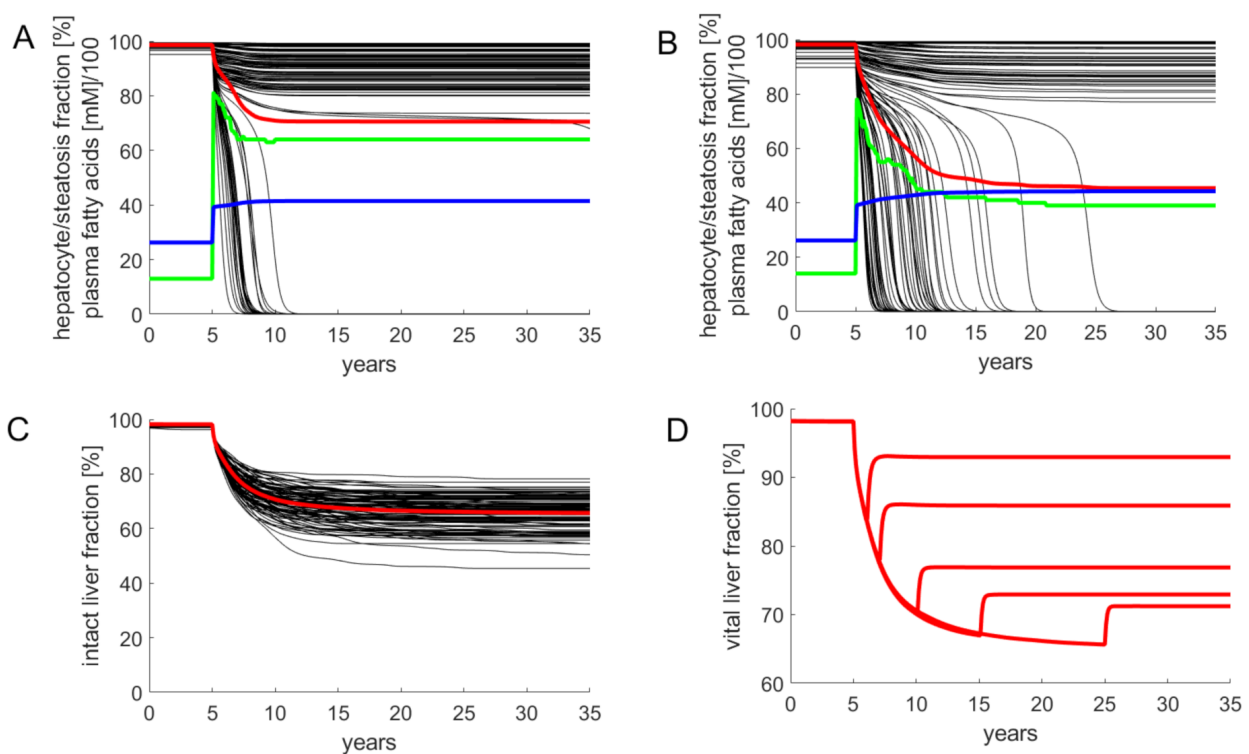 A
hepatocyte/steatosis fraction [%]
plasma fatty acids [mM]/100
100
80
60
40
20
0
0 5 10 15 20 25 30 35
years
B
hepatocyte/steatosis fraction [%]
plasma fatty acids [mM]/100
100
80
60
40
20
0
0 5 10 15 20 25 30 35
years
C
intact liver fraction [%]
100
80
60
40
20
0
0 5 10 15 20 25 30 35
years
D
vital liver fraction [%]
100
90
80
70
60
0 5 10 15 20 25 30 35
years